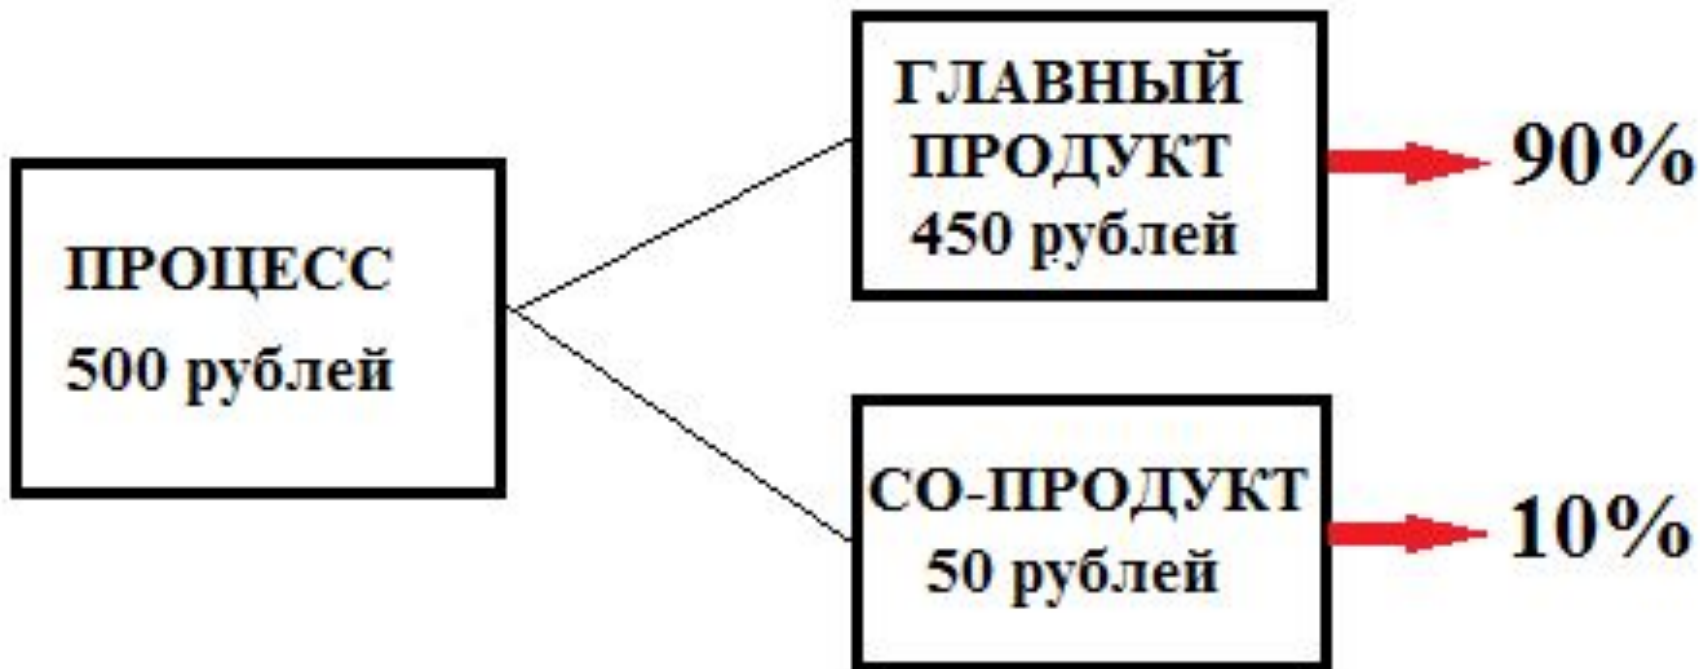 ПРОЦЕСС
500 рублей
ГЛАВНЫЙ
ПРОДУКТ
450 рублей
90%
СО-ПРОДУКТ
50 рублей
10%